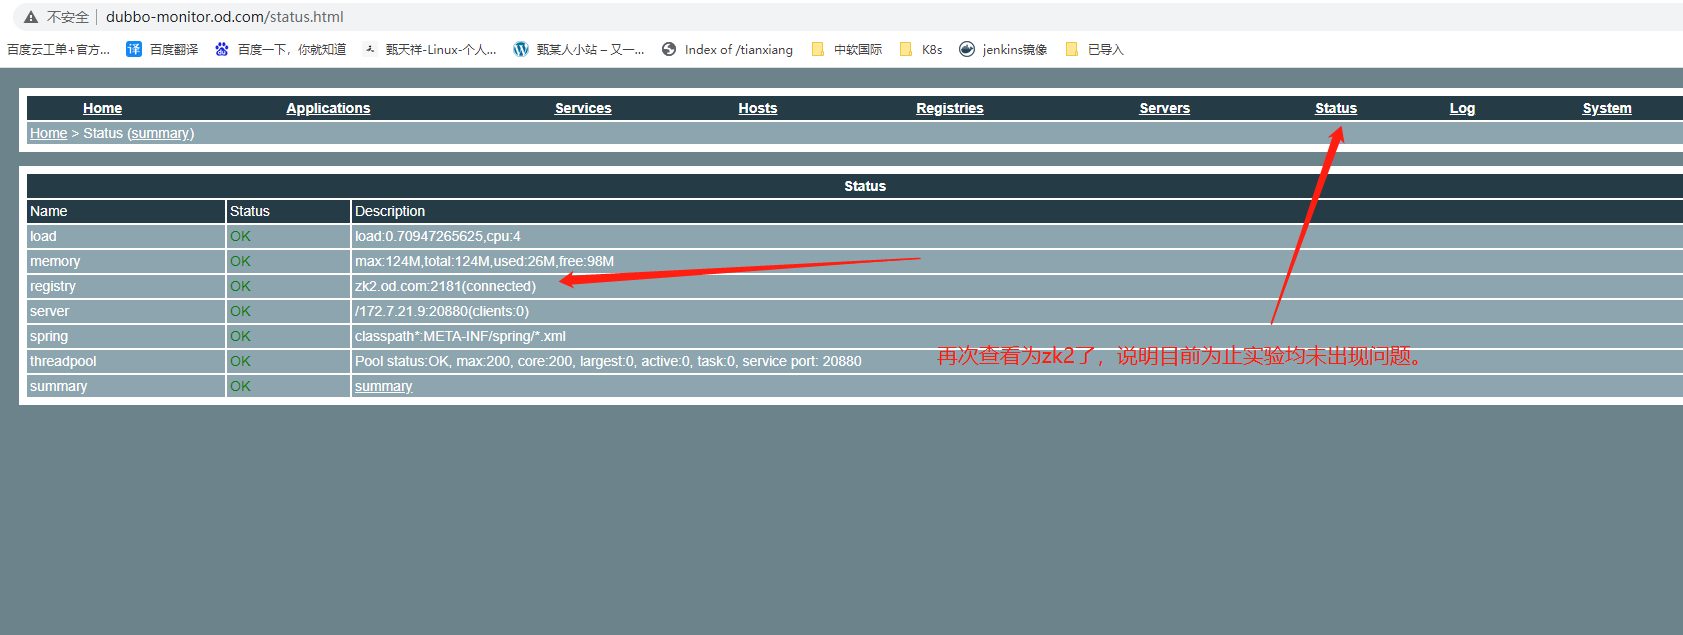 不安全 | dubbo-monitor.od.com/status.html
百度云工单+官方... 百度翻译 百度一下，你就知道 甄天祥-Linux-个人... 甄某人小站 – 又一... Index of /tianxiang 中软国际 K8s jenkins镜像 已导入
Home Applications Services Hosts Registries Servers Status Log System
Home > Status (summary)
Status
Name Status Description
load OK load:0.70947265625,cpu:4
memory OK max:124M,total:124M,used:26M,free:98M
registry OK zk2.od.com:2181(connected)
server OK /172.7.21.9:20880(clients:0)
spring OK classpath*:META-INF/spring/*.xml
threadpool OK Pool status:OK, max:200, core:200, largest:0, active:0, task:0, service port: 20880
再次查看为zk2了，说明目前为止实验均未出现问题。
summary OK summary